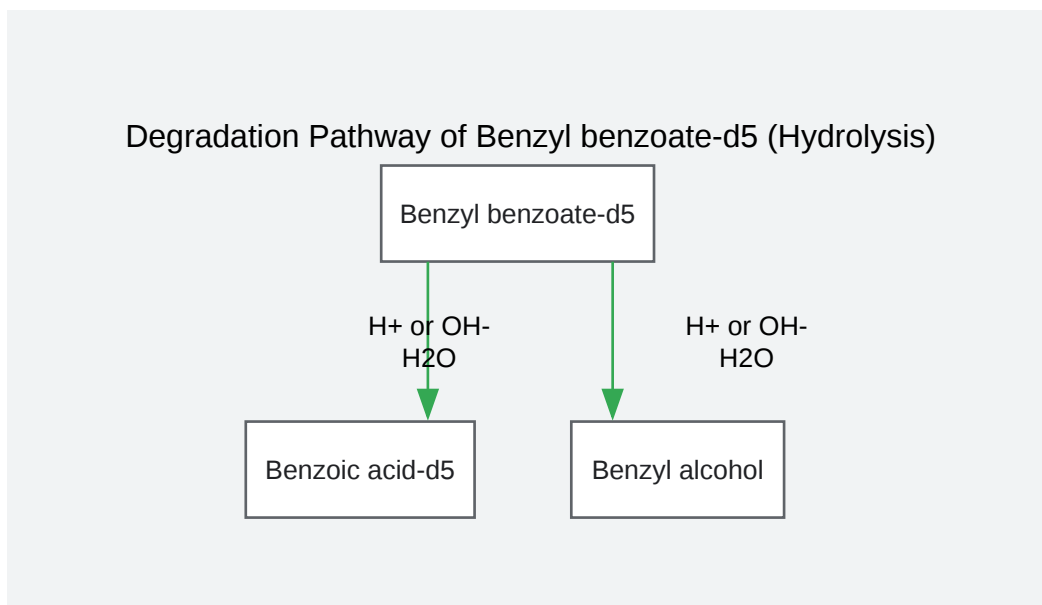 Degradation Pathway of Benzyl benzoate-d5 (Hydrolysis)
Benzyl benzoate-d5
H+ or OH-
H2O
H+ or OH-
H2O
Benzoic acid-d5
Benzyl alcohol